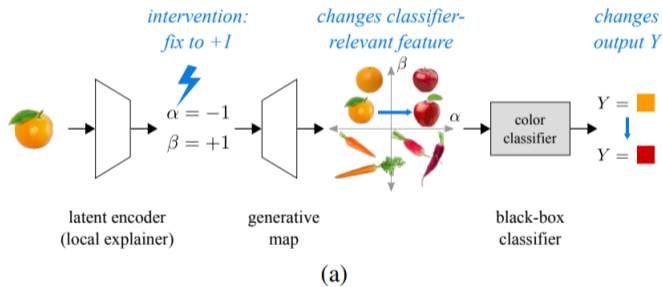 intervention:
fix to +1
changes classifier-
relevant feature
changes
output Y
α = −1
β = +1
β
α
color
classifier
Y =
Y =
latent encoder
(local explainer)
generative
map
black-box
classifier
(a)